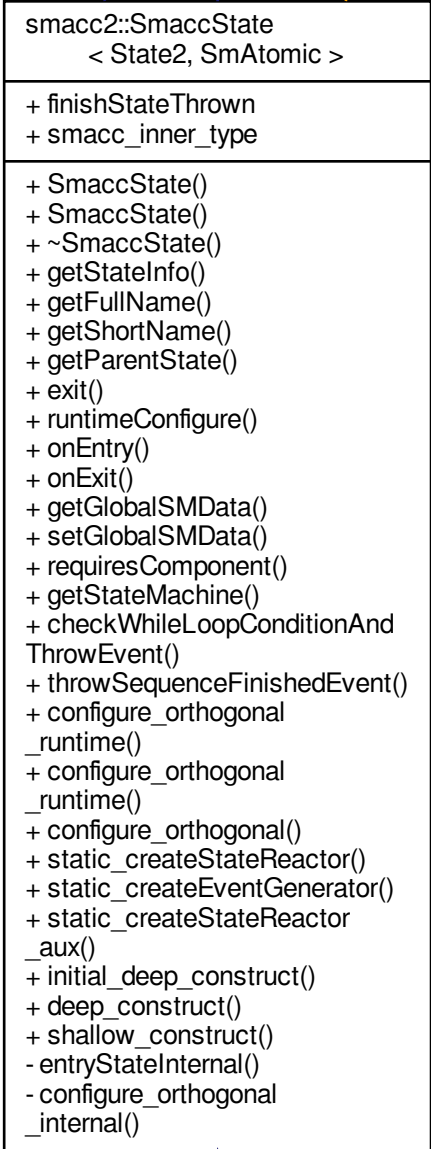 smacc2::SmaccState
< State2, SmAtomic >
+ finishStateThrown
+ smacc_inner_type
+ SmaccState()
+ SmaccState()
+ ~SmaccState()
+ getStateInfo()
+ getFullName()
+ getShortName()
+ getParentState()
+ exit()
+ runtimeConfigure()
+ onEntry()
+ onExit()
+ getGlobalSMData()
+ setGlobalSMData()
+ requiresComponent()
+ getStateMachine()
+ checkWhileLoopConditionAnd
ThrowEvent()
+ throwSequenceFinishedEvent()
+ configure_orthogonal
_runtime()
+ configure_orthogonal
_runtime()
+ configure_orthogonal()
+ static_createStateReactor()
+ static_createEventGenerator()
+ static_createStateReactor
_aux()
+ initial_deep_construct()
+ deep_construct()
+ shallow_construct()
- entryStateInternal()
- configure_orthogonal
_internal()